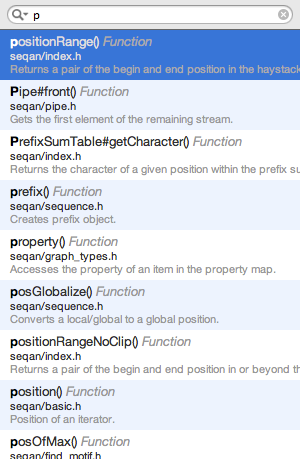 p
positionRange() Function
seqan/index.h
Returns a pair of the begin and end position in the haystack
Pipe#front() Function
seqan/pipe.h
Gets the first element of the remaining stream.
PrefixSumTable#getCharacter() Function
seqan/index.h
Returns the character of a given position within the prefix su
prefix() Function
seqan/sequence.h
Creates prefix object.
property() Function
seqan/graph_types.h
Accesses the property of an item in the property map.
posGlobalize() Function
seqan/sequence.h
Converts a local/global to a global position.
positionRangeNoClip() Function
seqan/index.h
Returns a pair of the begin and end position in or beyond th
position() Function
seqan/basic.h
Position of an iterator.
posOfMax() Function
seqan/find_motif.h